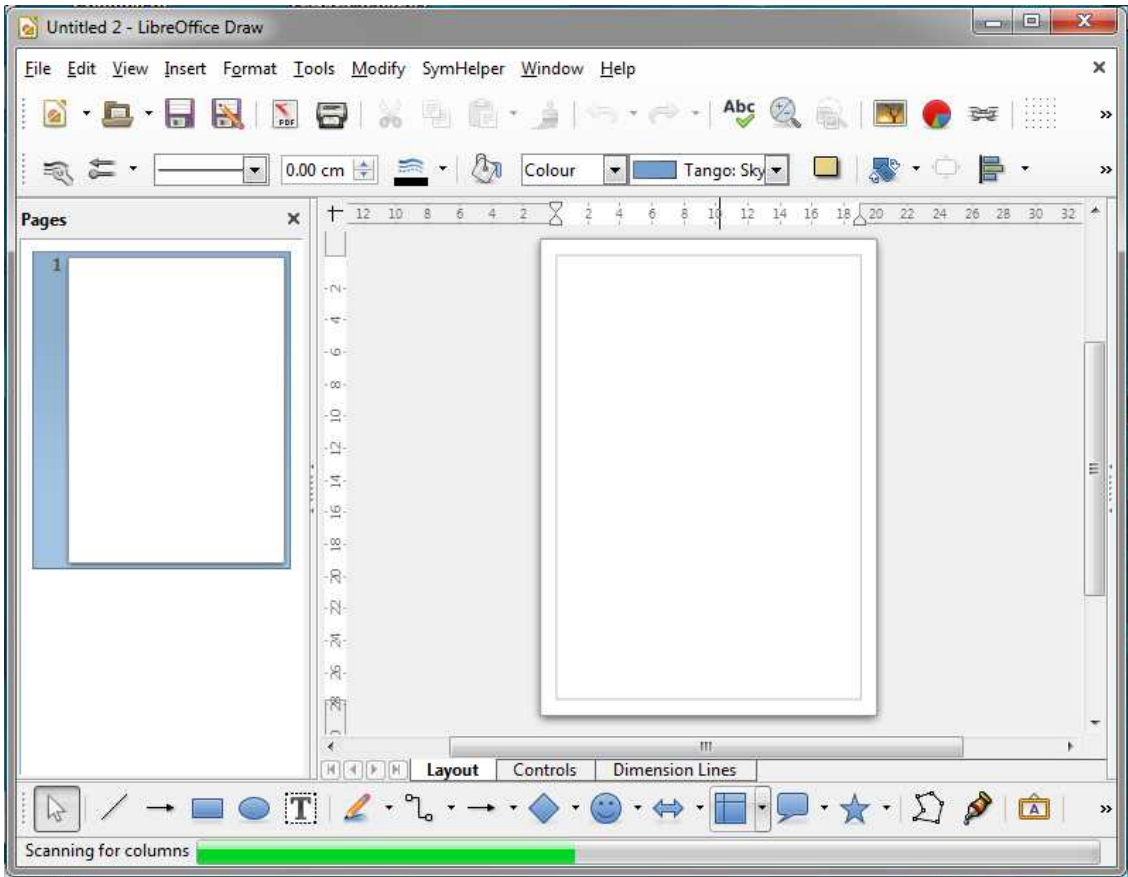 Untitled 2 - LibreOffice Draw
File Edit View Insert Format Tools Modify SymHelper Window Help
PDF Abc
0.00 cm Colour Tango: Sky
Pages
12 10 8 6 4 2 2 4 6 8 10 12 14 16 18 20 22 24 26 28 30 32
1
2
4
6
8
10
12
14
16
18
20
22
24
26
28
Layout Controls Dimension Lines
T A
Scanning for columns